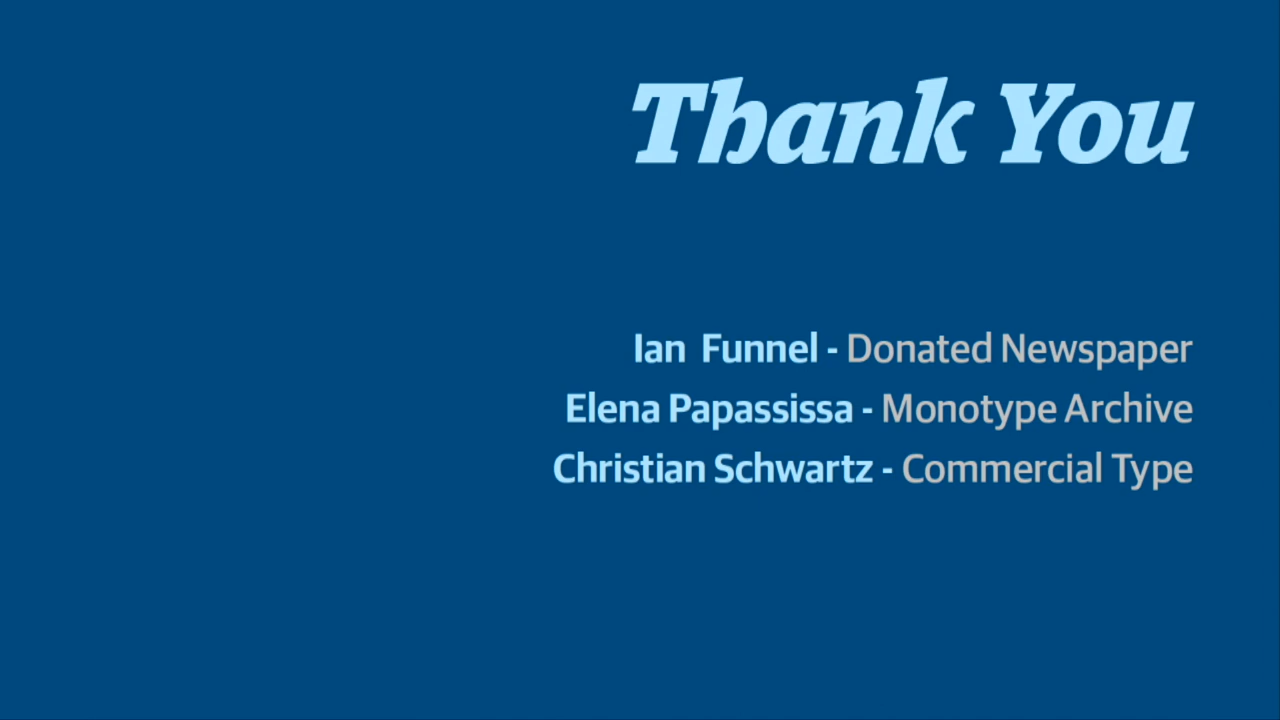 Thank You
Ian  Funnel - Donated Newspaper
Elena Papassissa - Monotype Archive
Christian Schwartz - Commercial Type